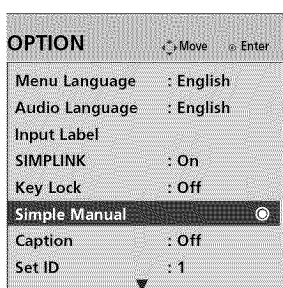 OPTION Move Enter
Menu Language : English
Audio Language : English
Input Label
SIMPLINK : On
Key Lock : Off
Simple Manual
Caption : Off
Set ID : 1